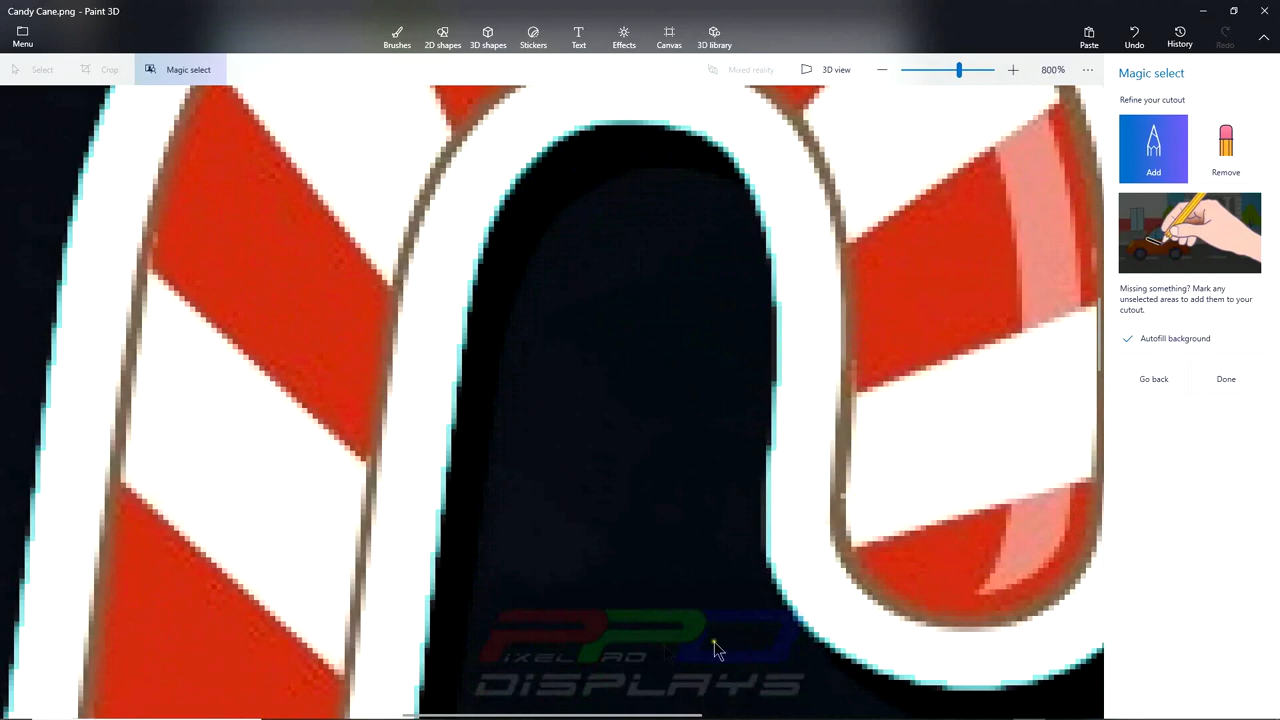 Candy Cane.png - Paint 3D
Menu
Brushes
2D shapes
3D shapes
Stickers
Text
Effects
Canvas
3D library
Paste
Undo
History
Redo
Select
Crop
Magic select
Mixed reality
3D view
800%
Magic select
Refine your cutout
Add
Remove
Missing something? Mark any
unselected areas to add them to your
cutout.
Autofill background
Go back
Done
PPD
DISPLAYS